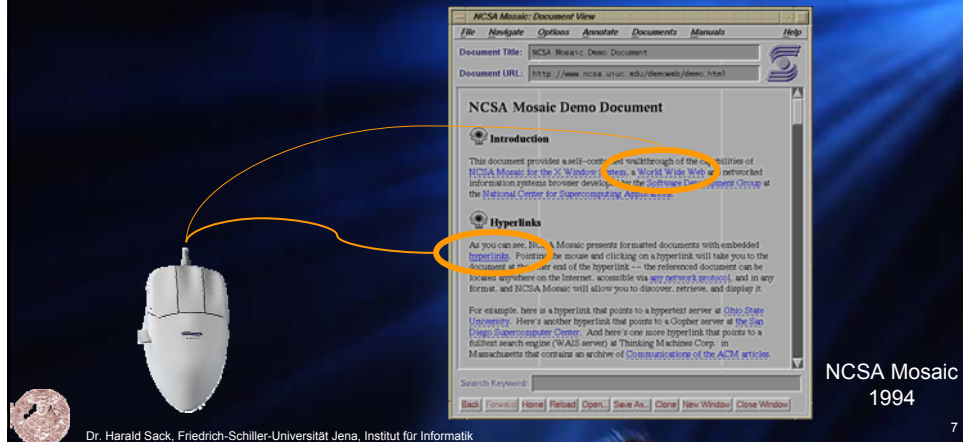 NCSA Mosaic: Document View
File Navigate Options Annotate Documents Manuals Help
Document Title: NCSA Mosaic Demo Document
Document URL: http://www.ncsa.uiuc.edu/demoweb/demo.html
NCSA Mosaic Demo Document
Introduction
This document provides a self-contained walkthrough of the capabilities of
NCSA Mosaic for the X Window System, a World Wide Web and networked
information systems browser developed by the Software Development Group at
the National Center for Supercomputing Applications.
Hyperlinks
As you can see, NCSA Mosaic presents formatted documents with embedded
hyperlinks. Pointing the mouse and clicking on a hyperlink will take you to the
document at the other end of the hyperlink -- the referenced document can be
located anywhere on the Internet, accessible via any network protocol, and in any
format, and NCSA Mosaic will allow you to discover, retrieve, and display it.
For example, here is a hyperlink that points to a hypertext server at Ohio State
University. Here's another hyperlink that points to a Gopher server at the San
Diego Supercomputer Center. And here's one more hyperlink that points to a
fulltext search engine (WAIS server) at Thinking Machines Corp. in
Massachusetts that contains an archive of Communications of the ACM articles.
Search Keyword:
Back Forward Home Reload Open... Save As... Clone New Window Close Window
NCSA Mosaic
1994
Dr. Harald Sack, Friedrich-Schiller-Universität Jena, Institut für Informatik
7